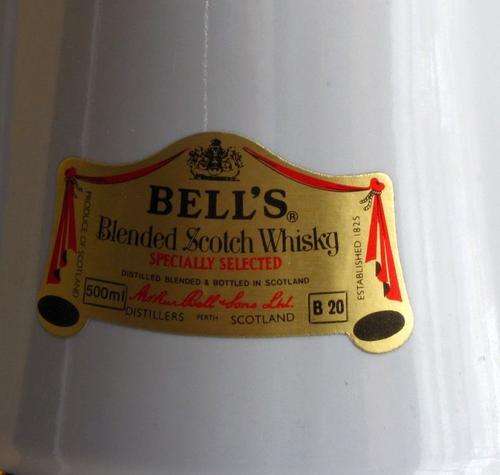 BELL'S®
Blended Scotch Whisky
SPECIALLY SELECTED
DISTILLED BLENDED & BOTTLED IN SCOTLAND
500ml Arthur Bell & Sons Ltd. B 20
DISTILLERS PERTH SCOTLAND
PRODUCE OF SCOTLAND
ESTABLISHED 1825